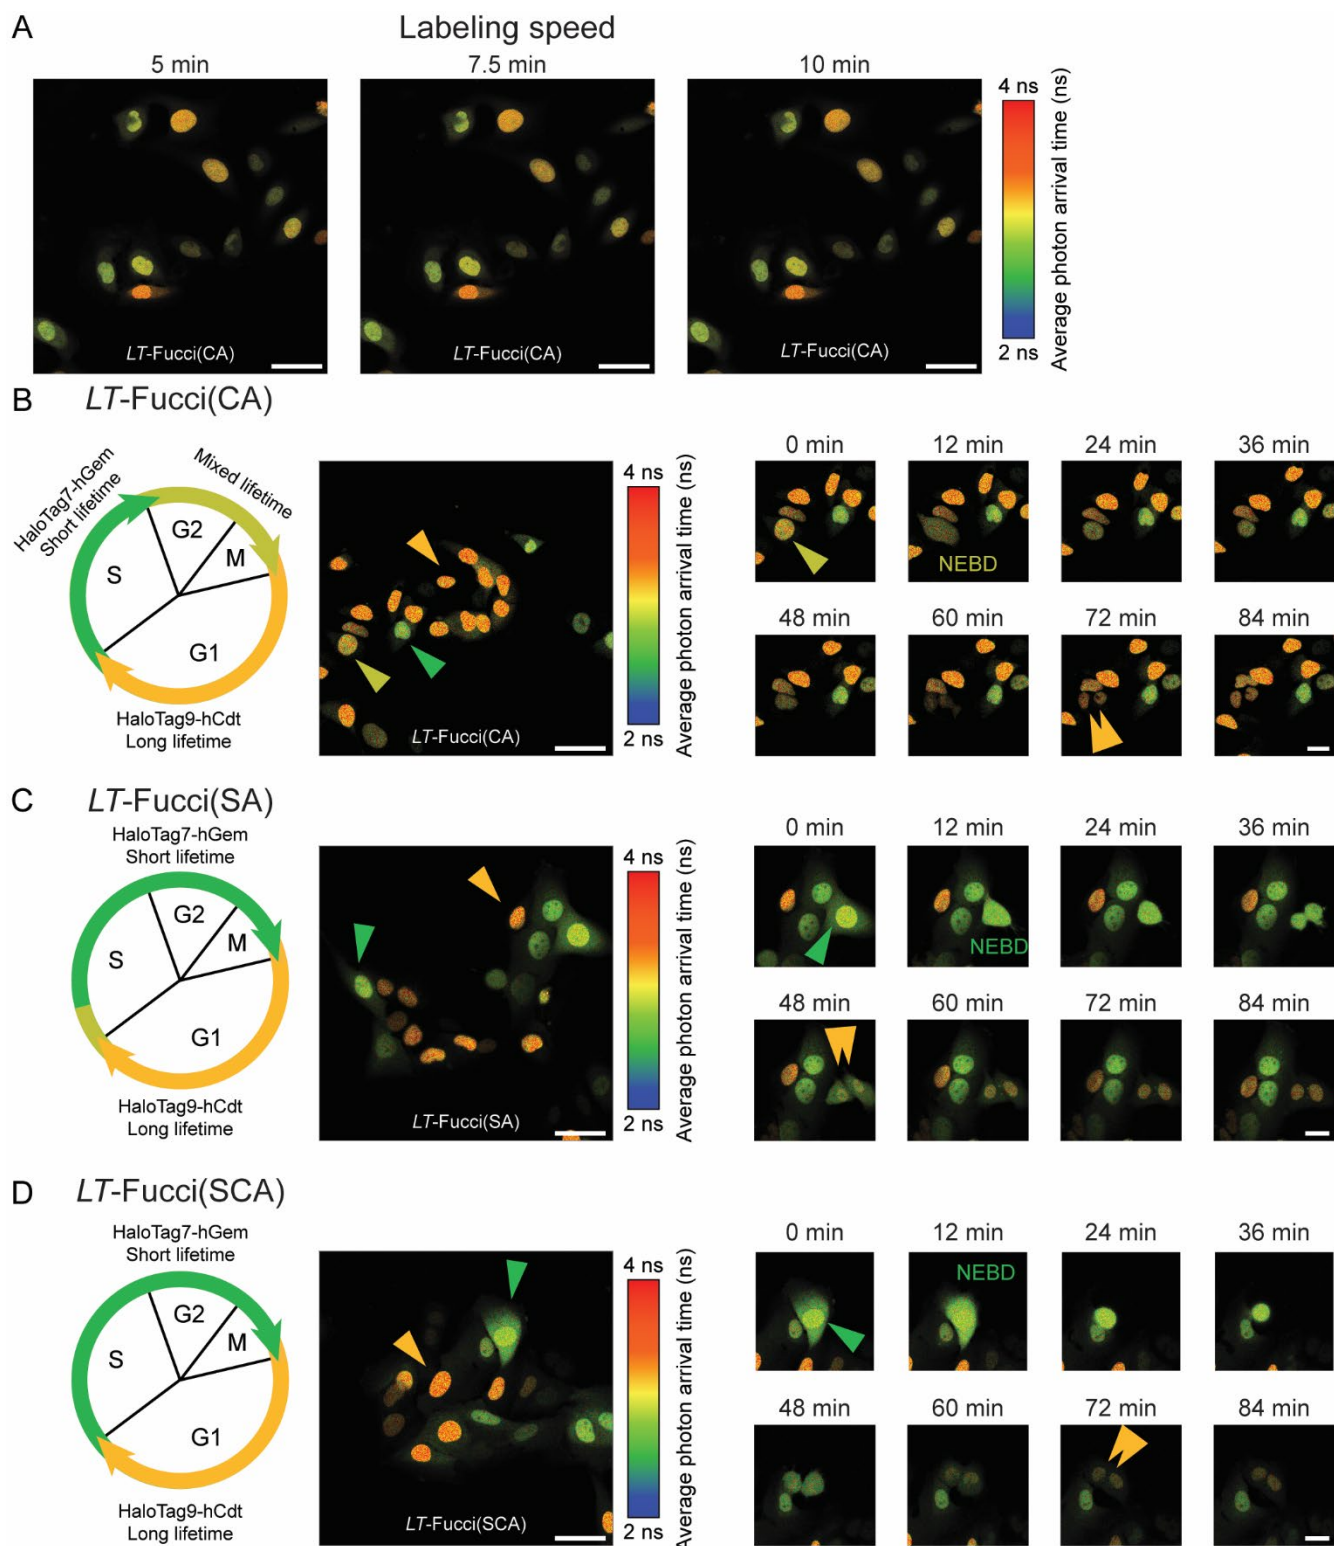 A
Labeling speed
5 min
7.5 min
10 min
LT-Fucci(CA)
LT-Fucci(CA)
LT-Fucci(CA)
4 ns
2 ns
Average photon arrival time (ns)
B
LT-Fucci(CA)
HaloTag7-hGem
Short lifetime
Mixed lifetime
G2
M
S
G1
HaloTag9-hCdt
Long lifetime
LT-Fucci(CA)
4 ns
2 ns
Average photon arrival time (ns)
0 min
12 min
24 min
36 min
NEBD
48 min
60 min
72 min
84 min
C
LT-Fucci(SA)
HaloTag7-hGem
Short lifetime
G2
M
S
G1
HaloTag9-hCdt
Long lifetime
LT-Fucci(SA)
4 ns
2 ns
Average photon arrival time (ns)
0 min
12 min
24 min
36 min
NEBD
48 min
60 min
72 min
84 min
D
LT-Fucci(SCA)
HaloTag7-hGem
Short lifetime
G2
M
S
G1
HaloTag9-hCdt
Long lifetime
LT-Fucci(SCA)
4 ns
2 ns
Average photon arrival time (ns)
0 min
12 min
24 min
36 min
NEBD
48 min
60 min
72 min
84 min